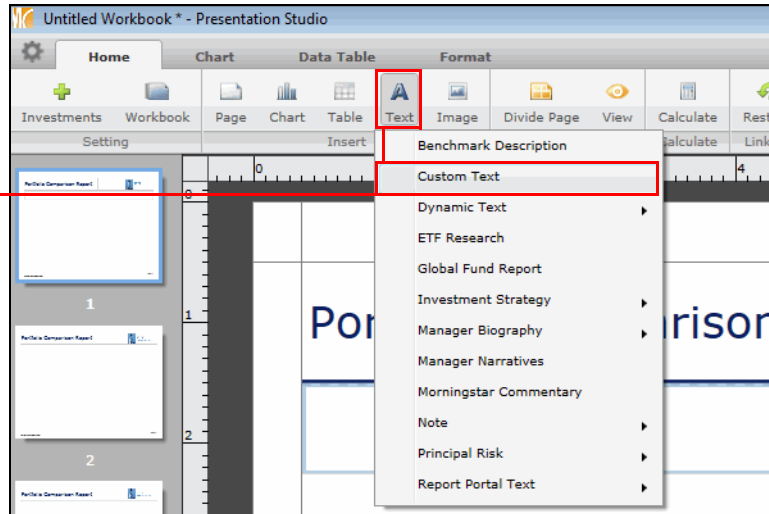 Untitled Workbook * - Presentation Studio
Home Chart Data Table Format
Investments Workbook Page Chart Table Text Image Divide Page View Calculate
Setting Insert Calculate Link
0 4
Benchmark Description
Custom Text
Dynamic Text
ETF Research
Global Fund Report
Investment Strategy
Manager Biography
Manager Narratives
Morningstar Commentary
Note
Principal Risk
Report Portal Text
Portfolio Comparison Report
1
Portfolio Comparison Report
2
Portfolio Comparison Report
0
1
2